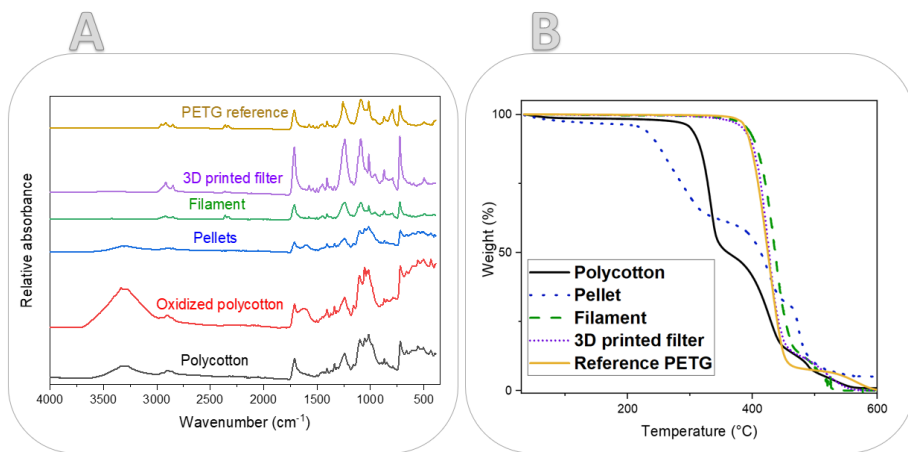 A
PETG reference
3D printed filter
Filament
Pellets
Oxidized polycotton
Polycotton
Relative absorbance
4000 3500 3000 2500 2000 1500 1000 500
Wavenumber (cm⁻¹)
B
100
50
0
Weight (%)
Polycotton
Pellet
Filament
3D printed filter
Reference PETG
200 400 600
Temperature (°C)